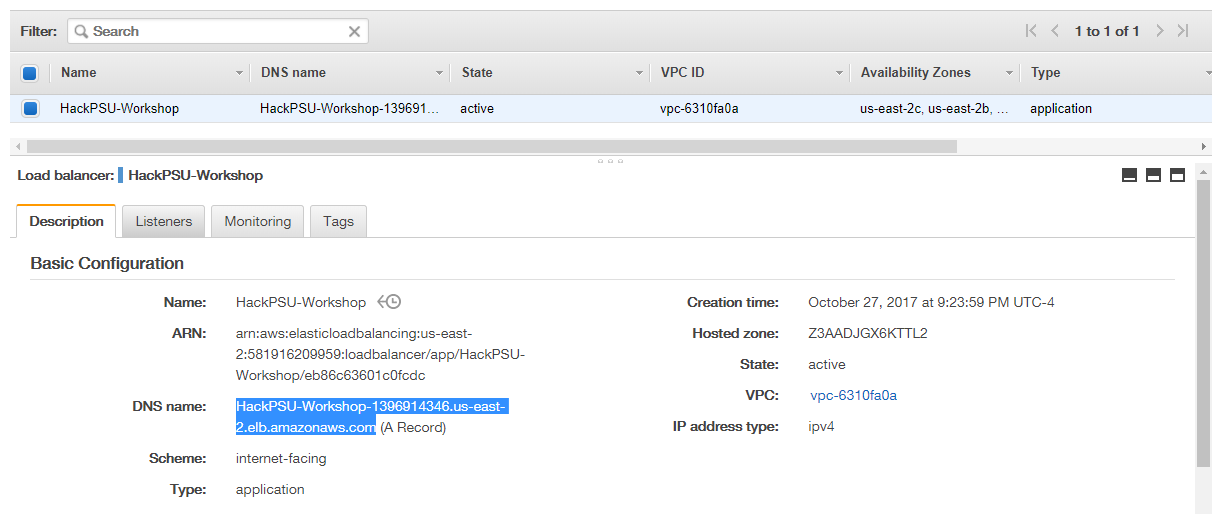 Filter: Search 1 to 1 of 1
Name DNS name State VPC ID Availability Zones Type
HackPSU-Workshop HackPSU-Workshop-139691... active vpc-6310fa0a us-east-2c, us-east-2b, ... application
Load balancer: HackPSU-Workshop
Description Listeners Monitoring Tags
Basic Configuration
Name: HackPSU-Workshop Creation time: October 27, 2017 at 9:23:59 PM UTC-4
ARN: arn:aws:elasticloadbalancing:us-east- Hosted zone: Z3AADJGX6KTTL2
2:581916209959:loadbalancer/app/HackPSU-
Workshop/eb86c63601c0fcdc State: active
DNS name: HackPSU-Workshop-1396914346.us-east- VPC: vpc-6310fa0a
2.elb.amazonaws.com (A Record) IP address type: ipv4
Scheme: internet-facing
Type: application